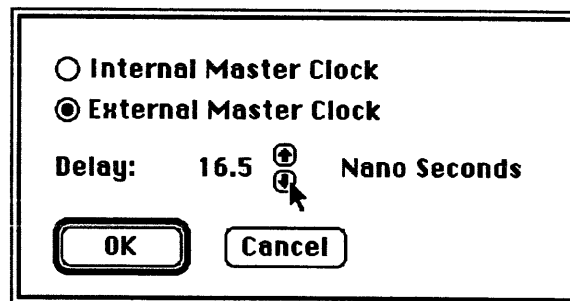 Internal Master Clock
External Master Clock
Delay: 16.5 Nano Seconds
OK Cancel